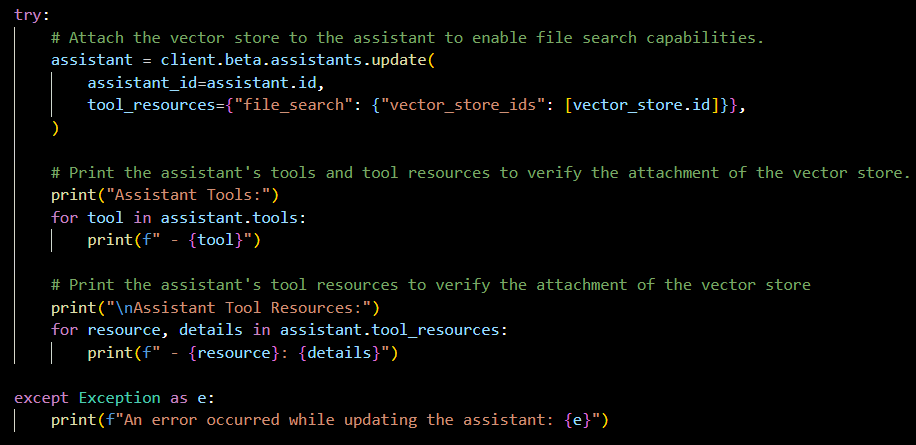 try:
    # Attach the vector store to the assistant to enable file search capabilities.
    assistant = client.beta.assistants.update(
        assistant_id=assistant.id,
        tool_resources={"file_search": {"vector_store_ids": [vector_store.id]}},
    )

    # Print the assistant's tools and tool resources to verify the attachment of the vector store.
    print("Assistant Tools:")
    for tool in assistant.tools:
        print(f" - {tool}")

    # Print the assistant's tool resources to verify the attachment of the vector store
    print("\nAssistant Tool Resources:")
    for resource, details in assistant.tool_resources:
        print(f" - {resource}: {details}")

except Exception as e:
    print(f"An error occurred while updating the assistant: {e}")